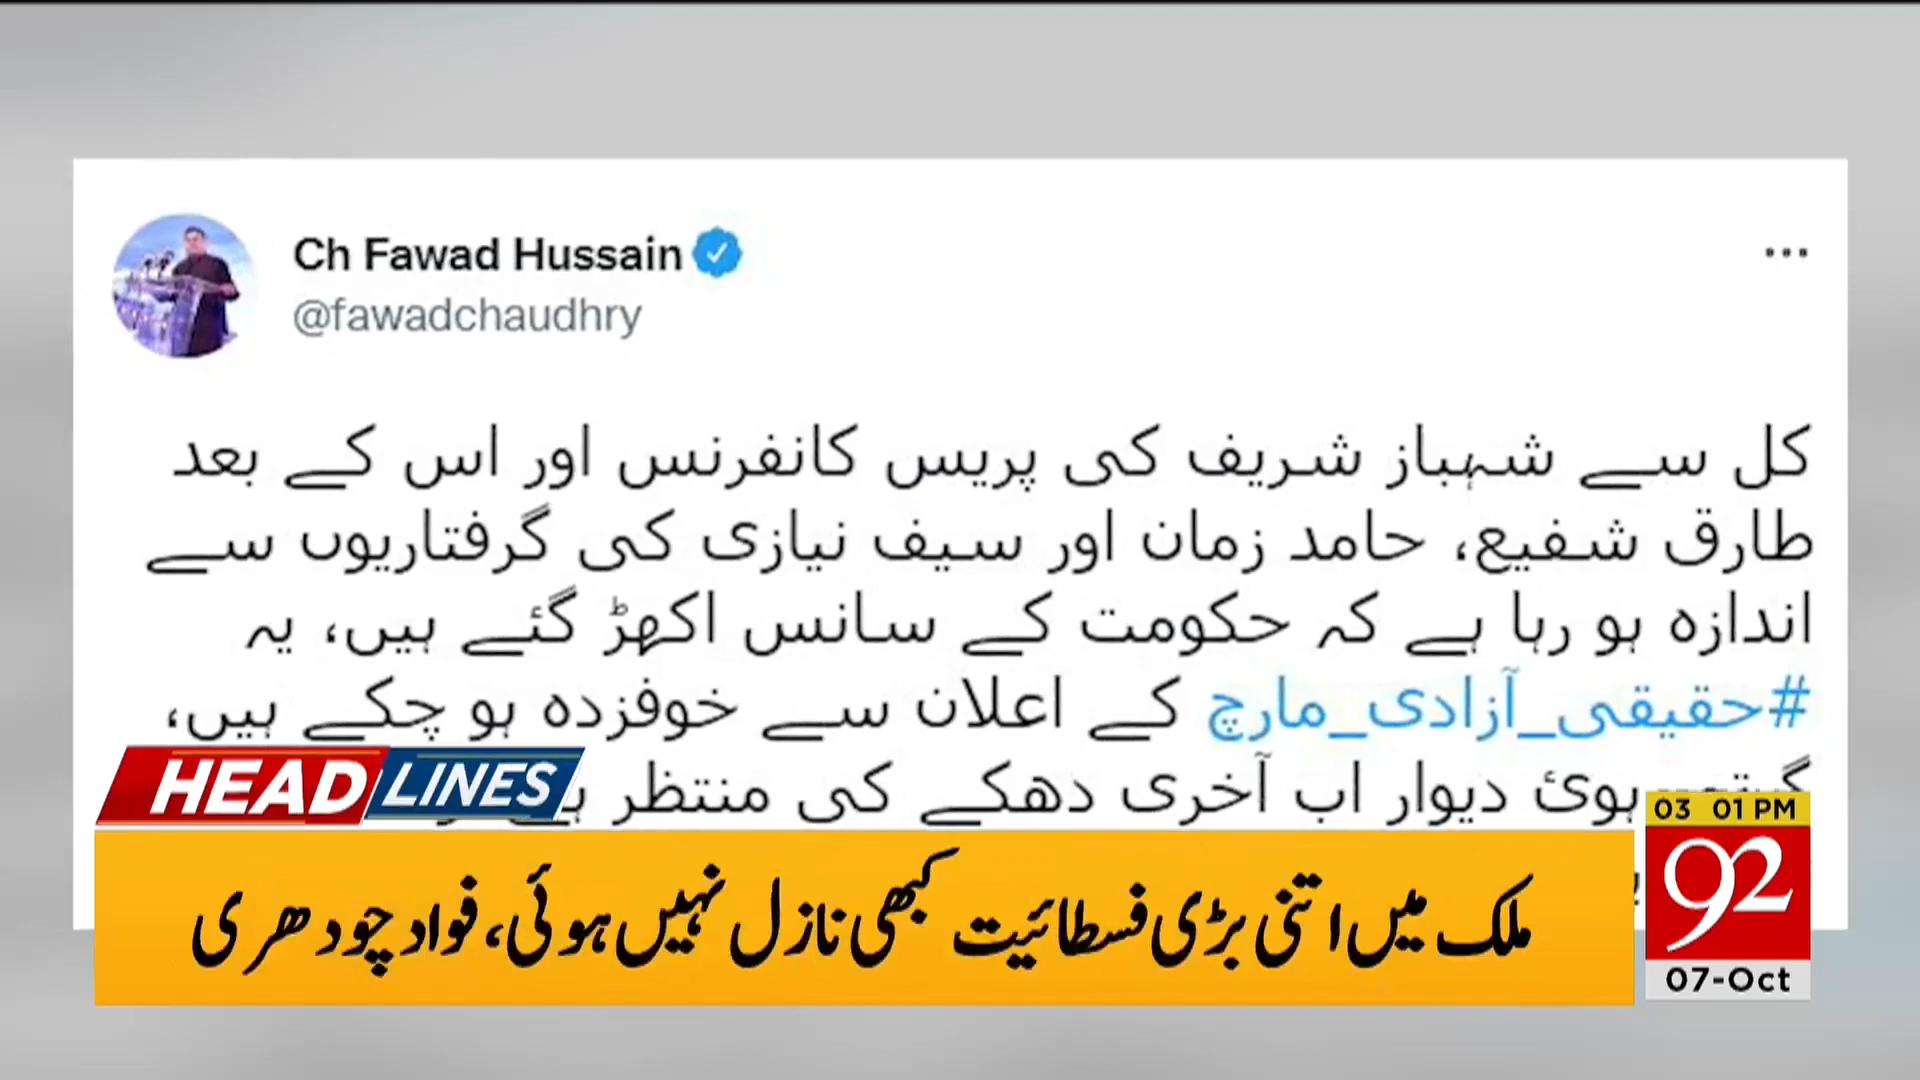 Ch Fawad Hussain
@fawadchaudhry
کل سے شہباز شریف کی پریس کانفرنس اور اس کے بعد
طارق شفیع، حامد زمان اور سیف نیازی کی گرفتاریوں سے
اندازہ ہو رہا ہے کہ حکومت کے سانس اکھڑ گئے ہیں، یہ
#حقیقی_آزادی_مارچ کے اعلان سے خوفزدہ ہو چکے ہیں،
ہوئ دیوار اب آخری دھکے کی منتظر
HEADLINES
03 01 PM
92
ملک میں اتنی بڑی فسطائیت کبھی نازل نہیں ہوئی، فواد چودھری
07-Oct